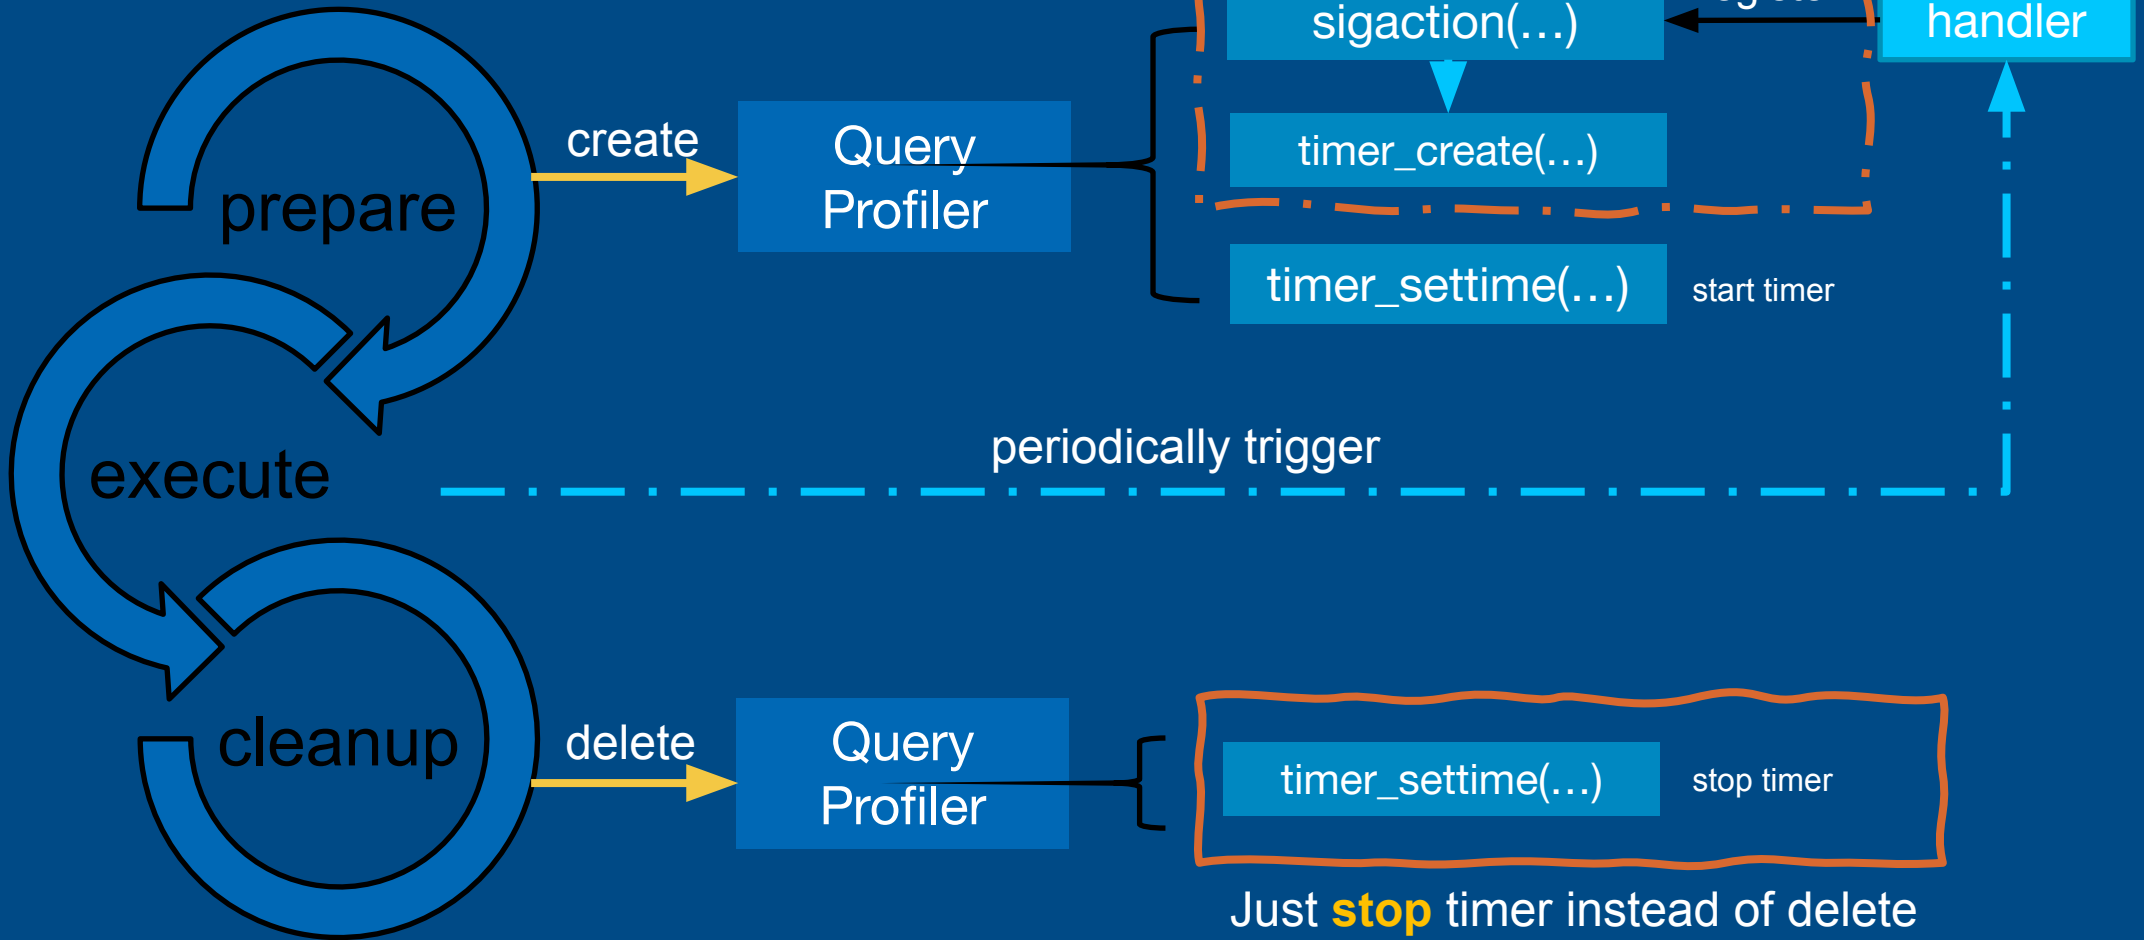 sigaction(...)
handler
create
Query
Profiler
timer_create(...)
prepare
timer_settime(...)
start timer
periodically trigger
execute
cleanup
delete
Query
Profiler
timer_settime(...)
stop timer
Just stop timer instead of delete